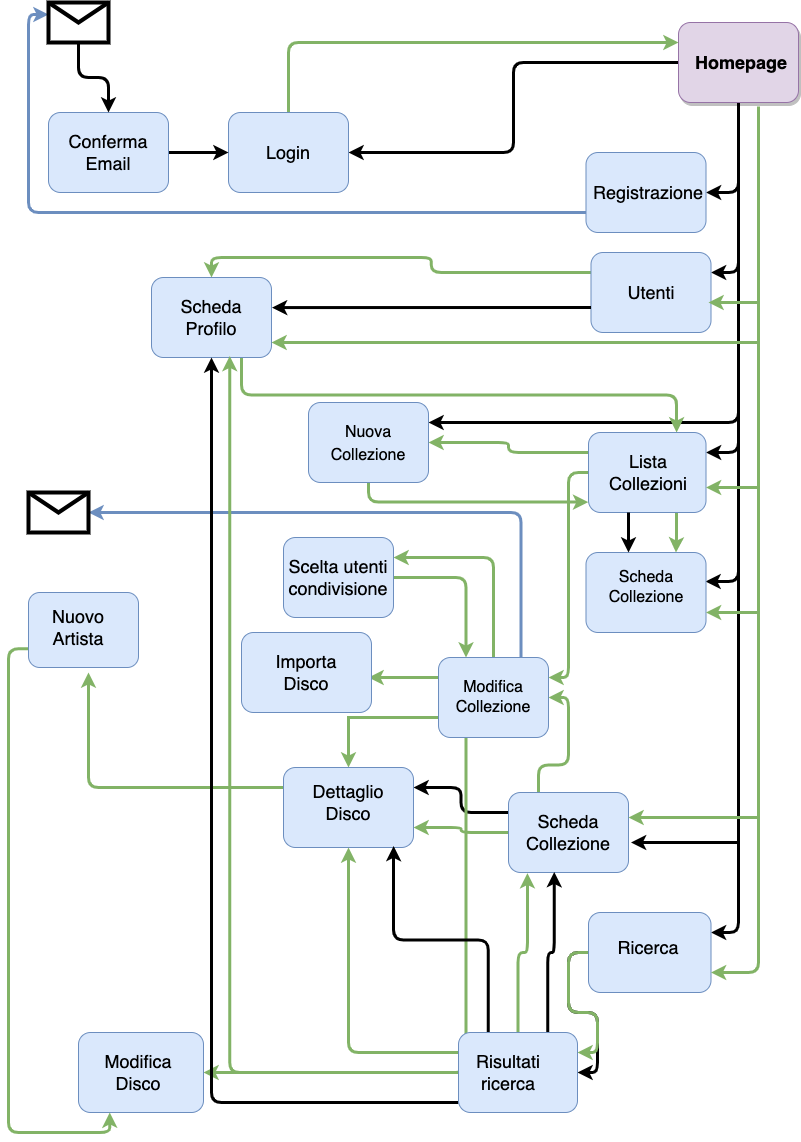 Homepage
Conferma
Email
Login
Registrazione
Utenti
Scheda
Profilo
Nuova
Collezione
Lista
Collezioni
Scelta utenti
condivisione
Scheda
Collezione
Nuovo
Artista
Importa
Disco
Modifica
Collezione
Dettaglio
Disco
Scheda
Collezione
Ricerca
Modifica
Disco
Risultati
ricerca